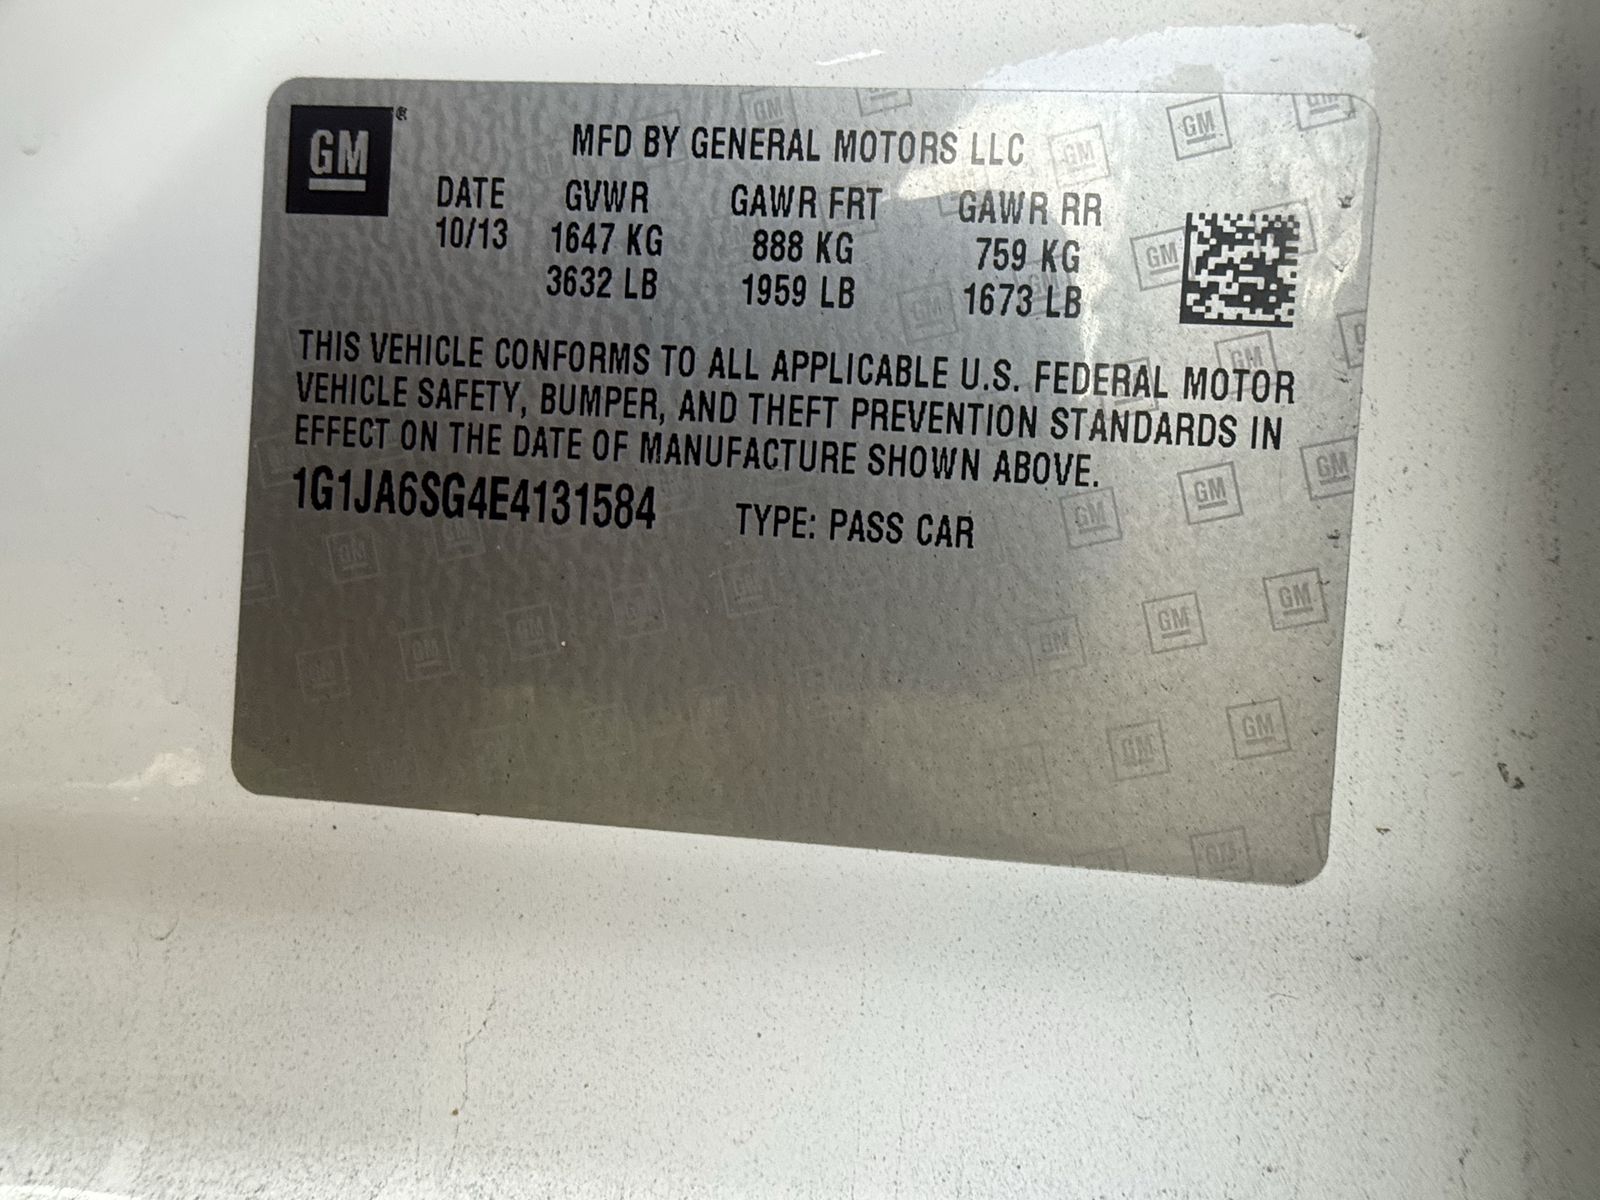 GM®
MFD BY GENERAL MOTORS LLC
DATE GVWR GAWR FRT GAWR RR
10/13 1647 KG 888 KG 759 KG
3632 LB 1959 LB 1673 LB
THIS VEHICLE CONFORMS TO ALL APPLICABLE U.S. FEDERAL MOTOR
VEHICLE SAFETY, BUMPER, AND THEFT PREVENTION STANDARDS IN
EFFECT ON THE DATE OF MANUFACTURE SHOWN ABOVE.
1G1JA6SG4E4131584 TYPE: PASS CAR